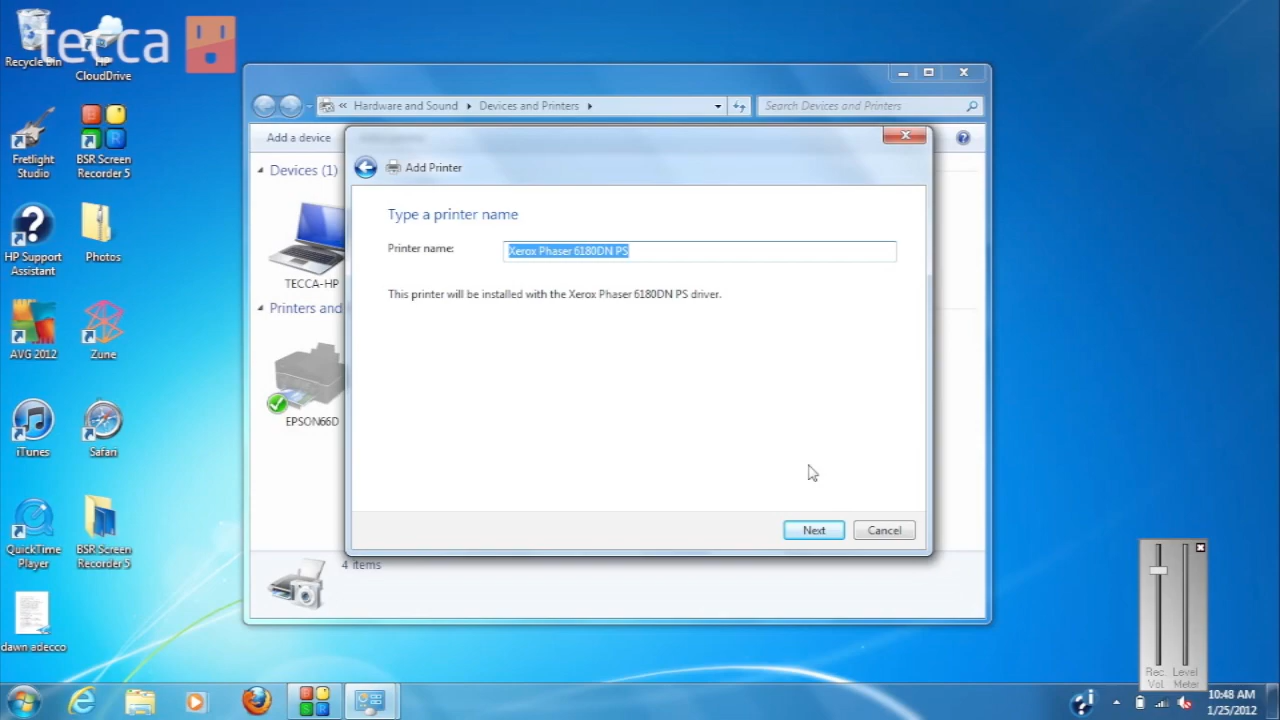 tecca
Recycle Bin
HP
CloudDrive
Fretlight
Studio
BSR Screen
Recorder 5
HP Support
Assistant
Photos
AVG 2012
Zune
iTunes
Safari
QuickTime
Player
BSR Screen
Recorder 5
dawn adecco
« Hardware and Sound ▸ Devices and Printers ▸
Search Devices and Printers
Add a device
Devices (1)
TECCA-HP
Printers and
EPSON66D
4 items
Add Printer
Type a printer name
Printer name:
Xerox Phaser 6180DN PS
This printer will be installed with the Xerox Phaser 6180DN PS driver.
Next
Cancel
Rec. Level
Vol Meter
10:48 AM
1/25/2012